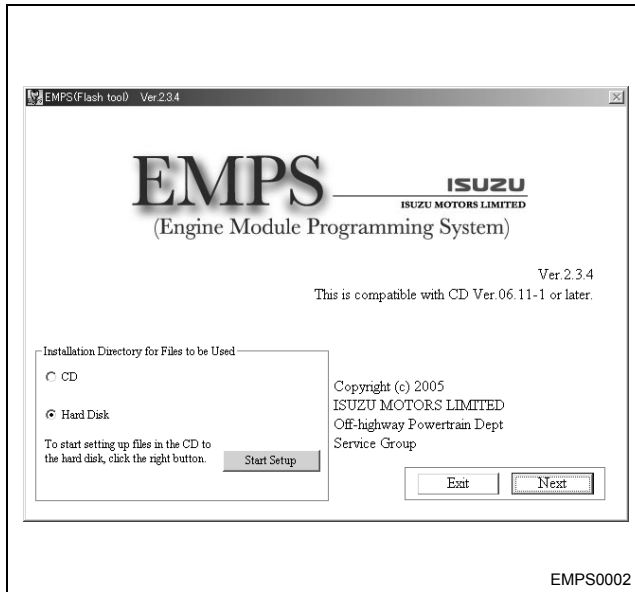 EMPS(Flash tool) Ver.2.3.4
EMPS
ISUZU
ISUZU MOTORS LIMITED
(Engine Module Programming System)
Ver.2.3.4
This is compatible with CD Ver.06.11-1 or later.
Installation Directory for Files to be Used
CD
Hard Disk
To start setting up files in the CD to
the hard disk, click the right button.
Start Setup
Copyright (c) 2005
ISUZU MOTORS LIMITED
Off-highway Powertrain Dept
Service Group
Exit
Next
EMPS0002